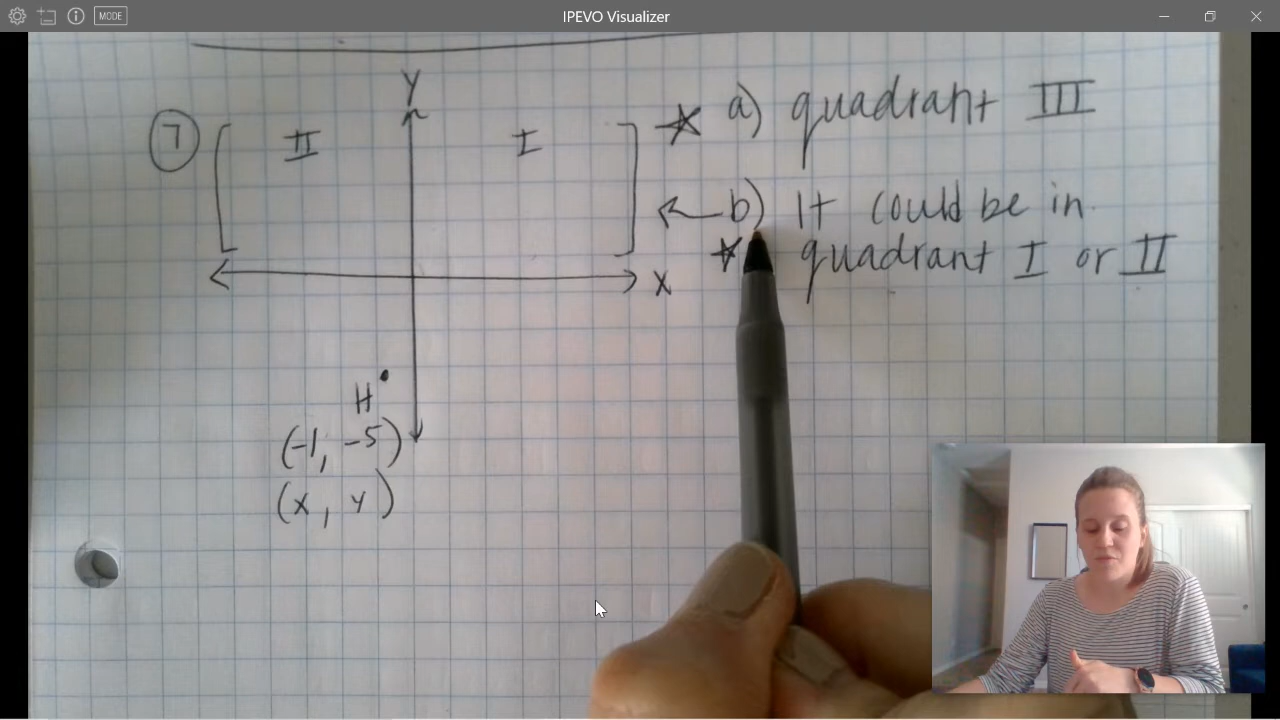 MODE
IPEVO Visualizer
Y
7
II
I
a) quadrant III
b) It could be in
quadrant I or II
X
H
(-1, -5)
(x, y)